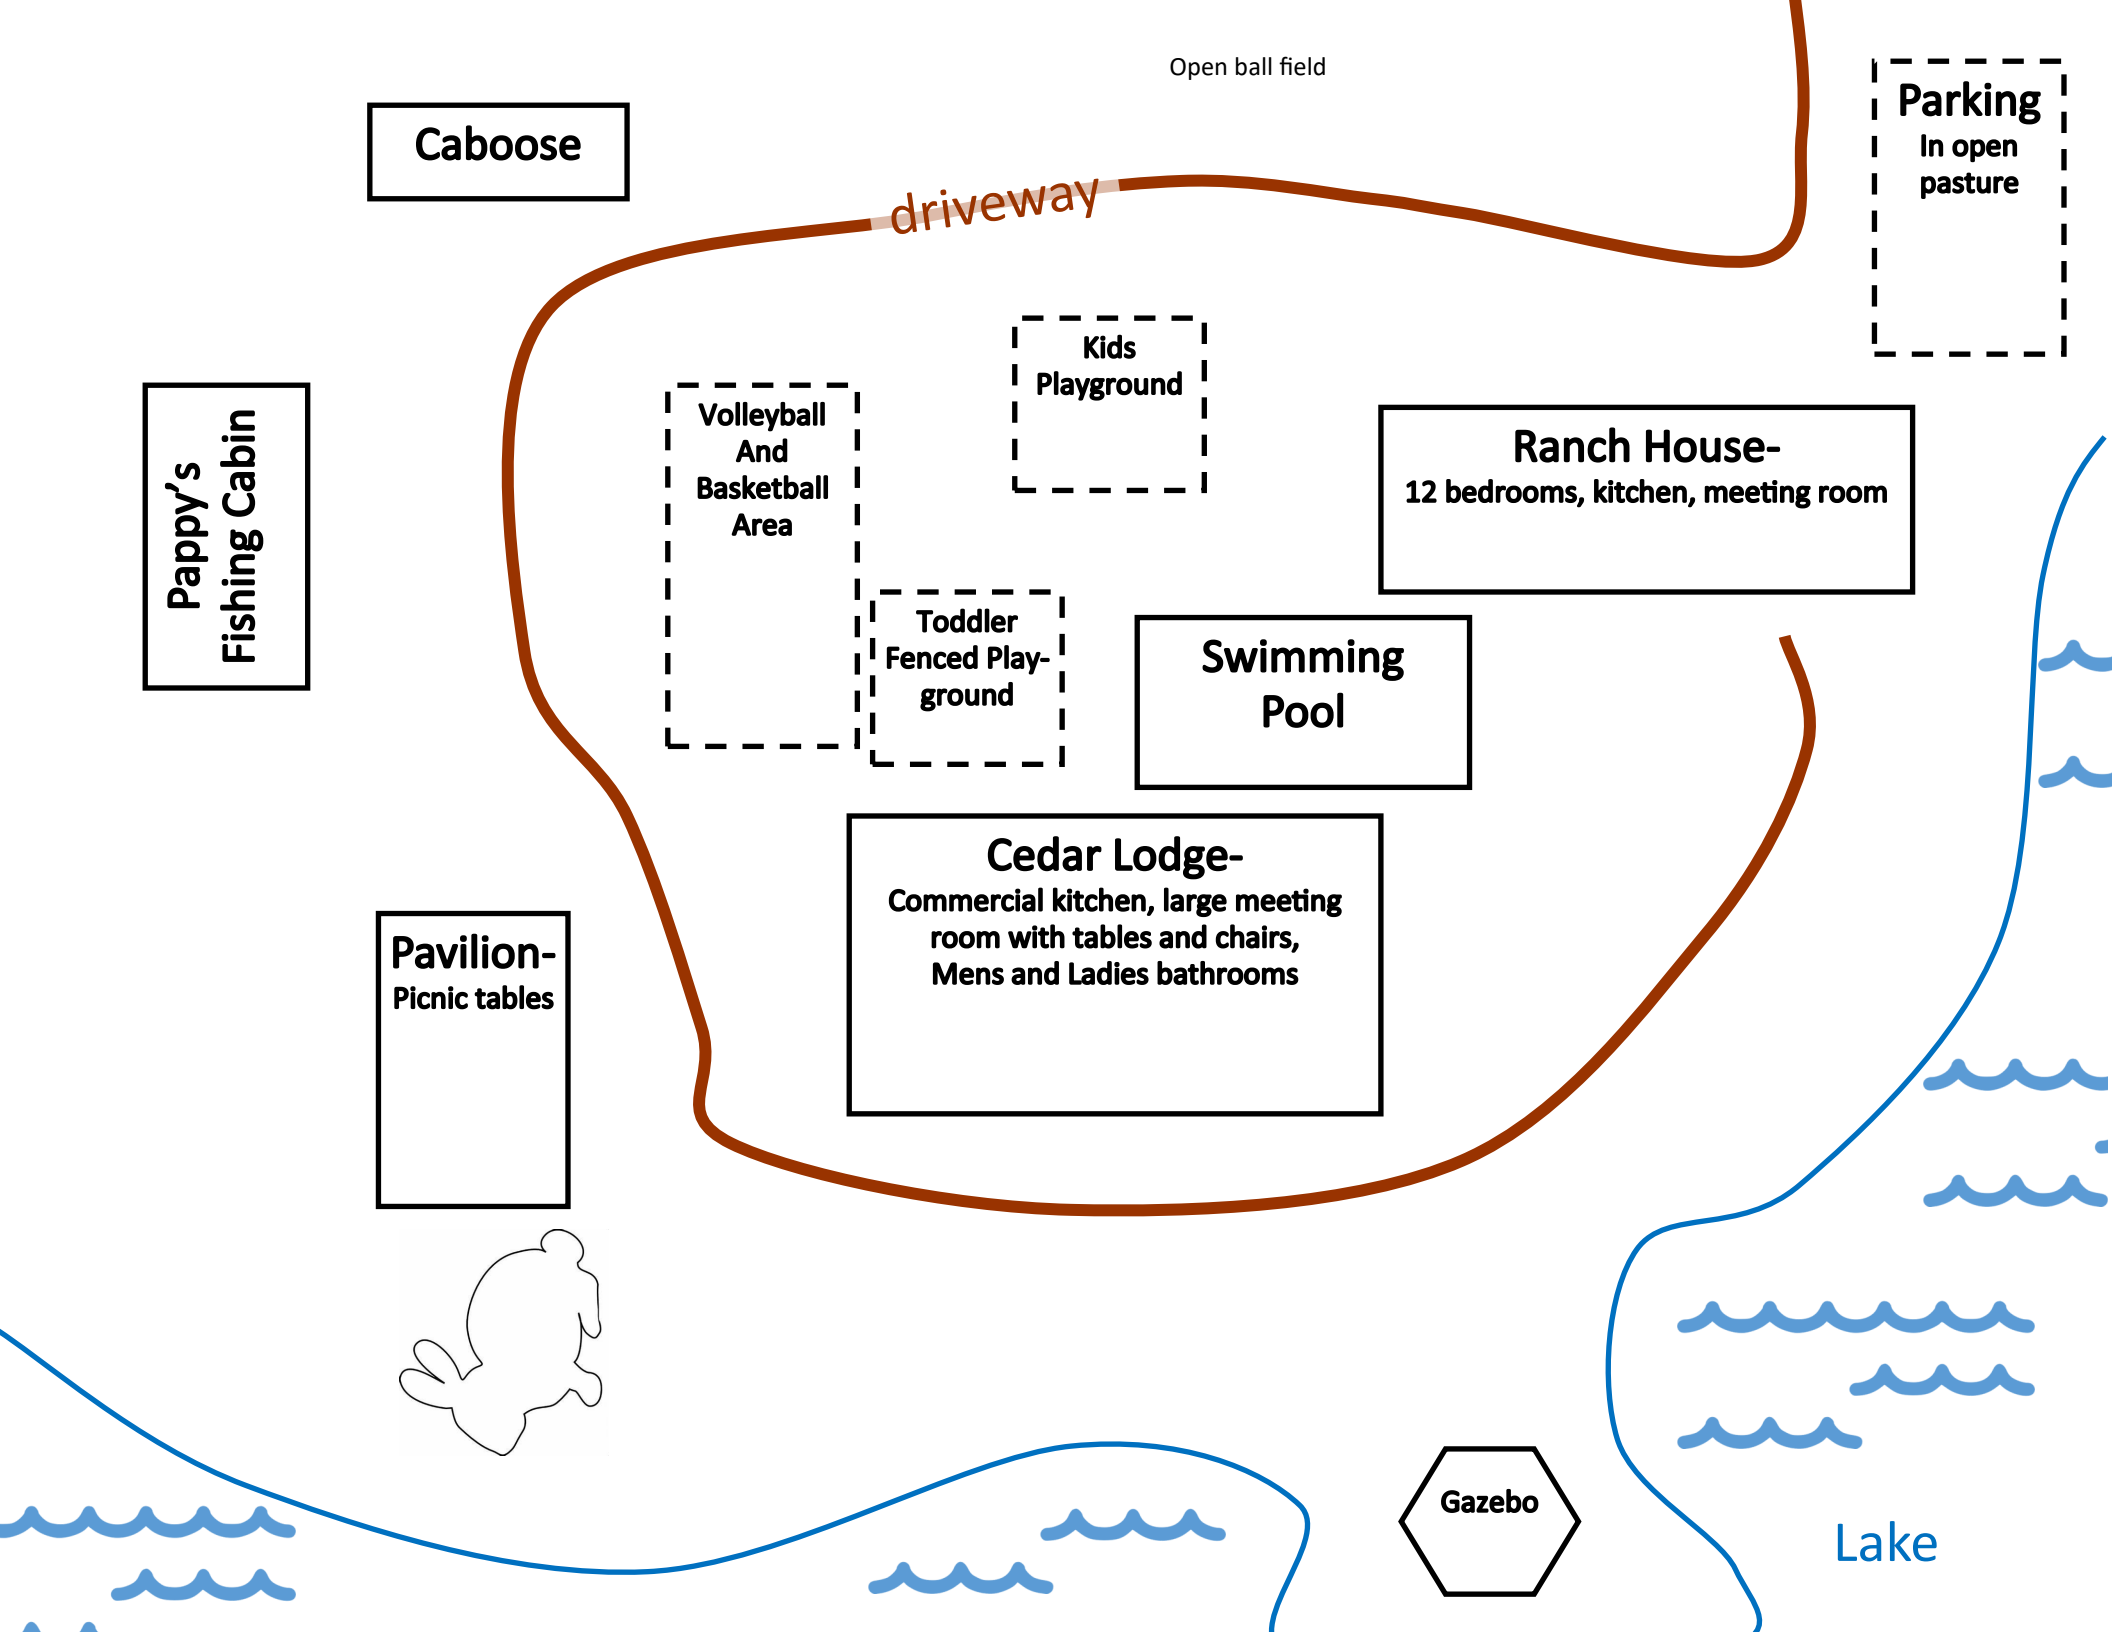 Open ball field
Parking
In open
pasture
Caboose
driveway
Kids
Playground
Volleyball
And
Basketball
Area
Pappy’s
Fishing Cabin
Ranch House-
12 bedrooms, kitchen, meeting room
Toddler
Fenced Play-
ground
Swimming
Pool
Cedar Lodge-
Commercial kitchen, large meeting
room with tables and chairs,
Mens and Ladies bathrooms
Pavilion-
Picnic tables
Gazebo
Lake